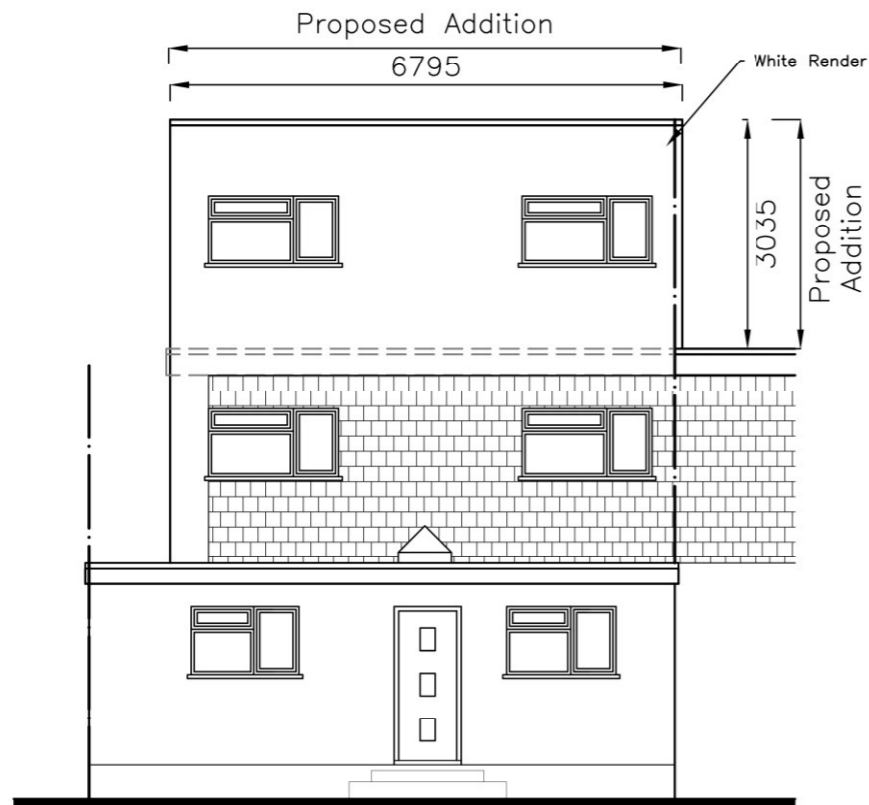 Proposed Addition
6795
White Render
3035
Proposed
Addition